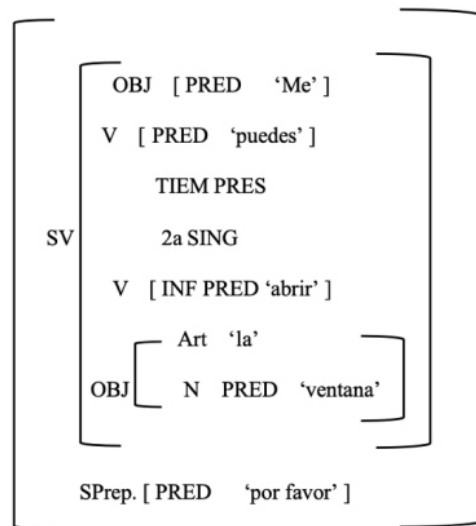 OBJ [ PRED ‘Me’ ]
V [ PRED ‘puedes’ ]
TIEM PRES
SV 2a SING
V [ INF PRED ‘abrir’ ]
Art ‘la’
OBJ N PRED ‘ventana’
SPrep. [ PRED ‘por favor’ ]